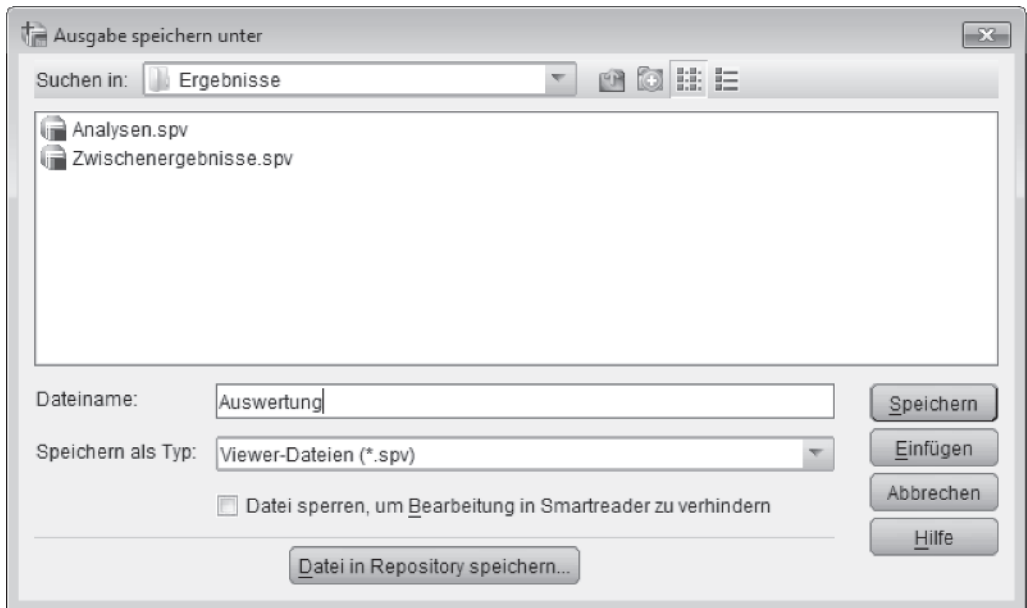 Ausgabe speichern unter
Suchen in: Ergebnisse
Analysen.spv
Zwischenergebnisse.spv
Dateiname: Auswertung Speichern
Speichern als Typ: Viewer-Dateien (*.spv) Einfügen
Abbrechen
Datei sperren, um Bearbeitung in Smartreader zu verhindern
Hilfe
Datei in Repository speichern...